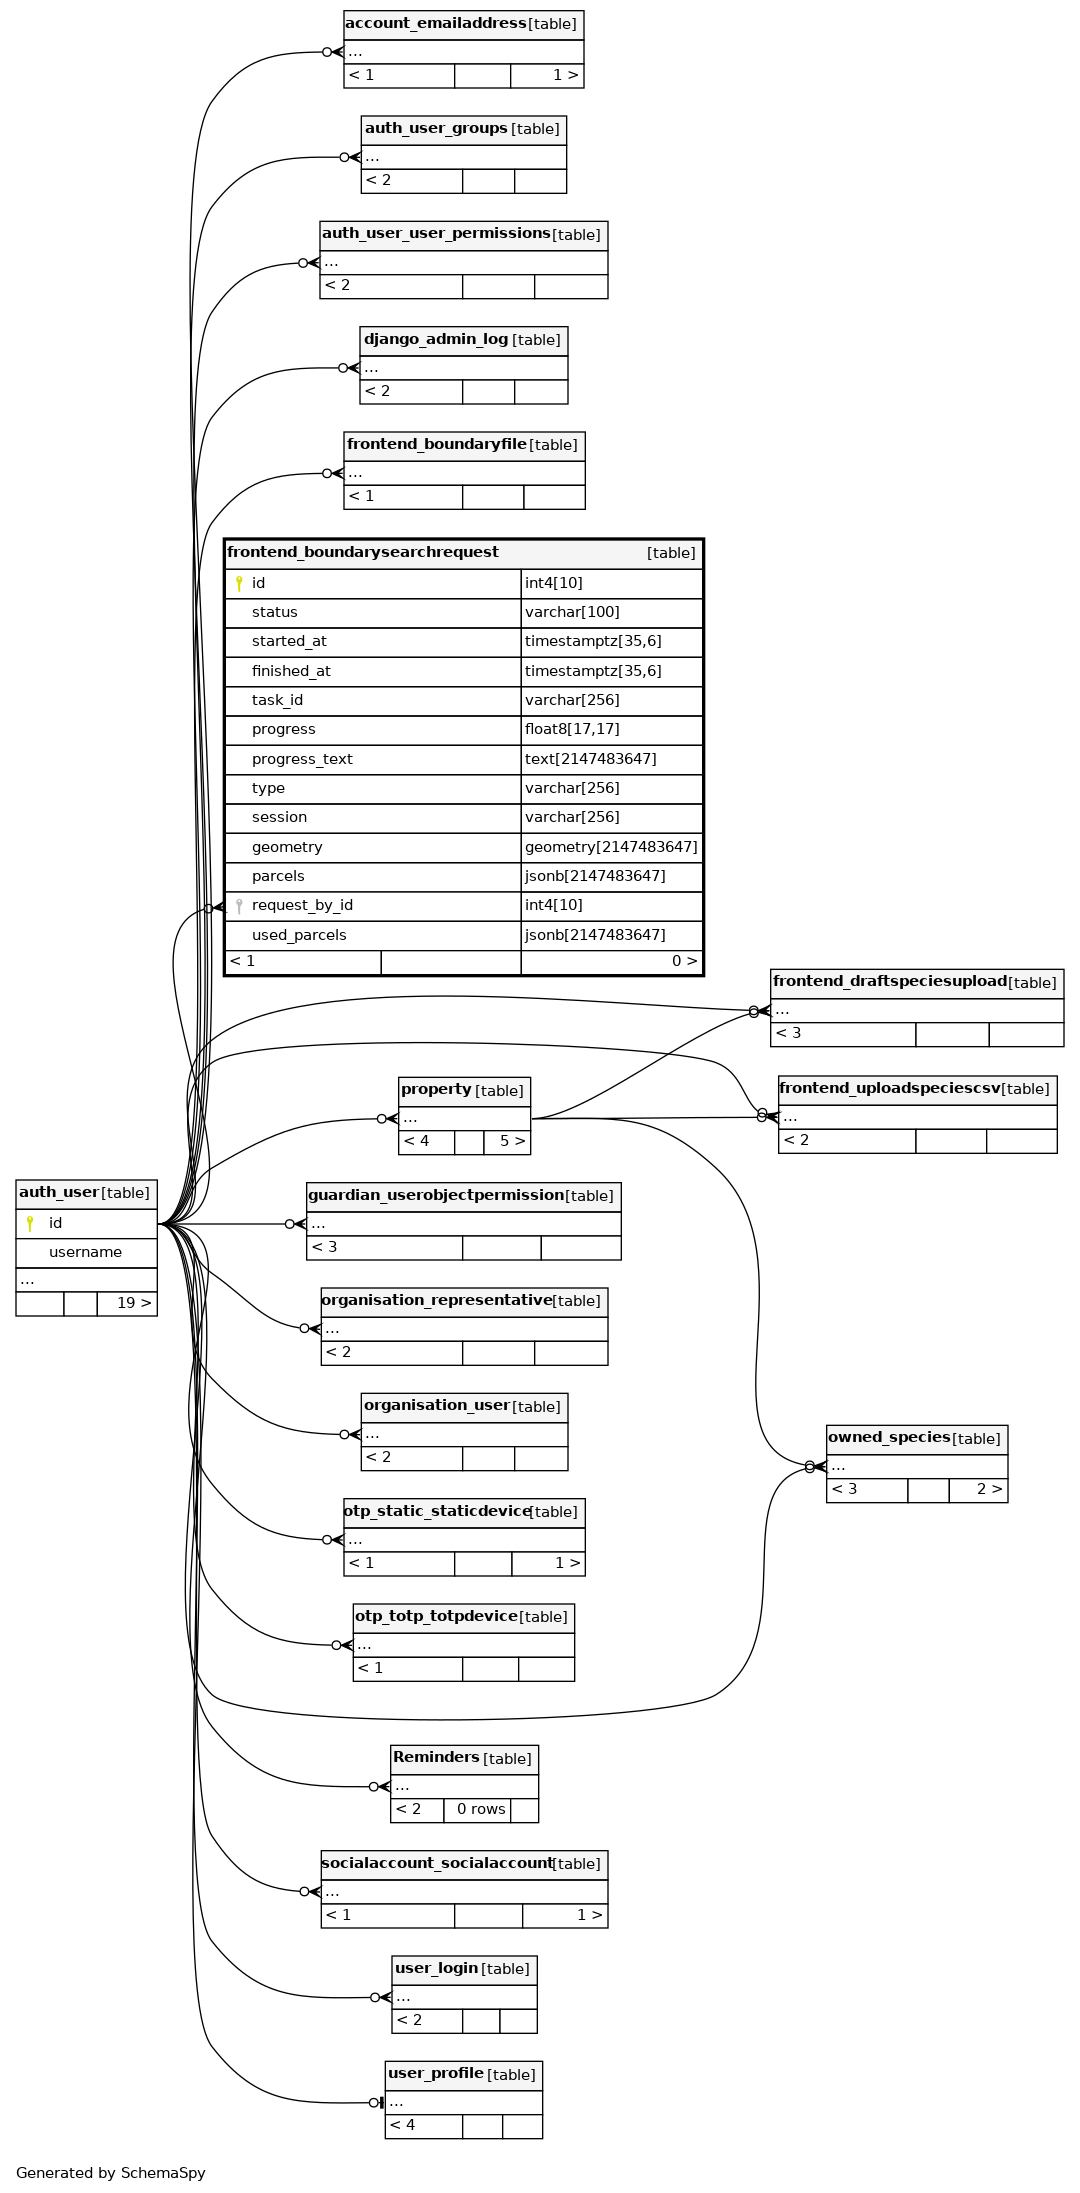 account_emailaddress [table]
...
< 1 1 >
auth_user_groups [table]
...
< 2
auth_user_user_permissions [table]
...
< 2
django_admin_log [table]
...
< 2
frontend_boundaryfile [table]
...
< 1
frontend_boundarysearchrequest [table]
id int4[10]
status varchar[100]
started_at timestamptz[35,6]
finished_at timestamptz[35,6]
task_id varchar[256]
progress float8[17,17]
progress_text text[2147483647]
type varchar[256]
session varchar[256]
geometry geometry[2147483647]
parcels jsonb[2147483647]
request_by_id int4[10]
used_parcels jsonb[2147483647]
< 1 0 >
frontend_draftspeciesupload [table]
...
< 3
property [table]
...
< 4 5 >
frontend_uploadspeciescsv [table]
...
< 2
auth_user [table]
id
username
...
19 >
guardian_userobjectpermission [table]
...
< 3
organisation_representative [table]
...
< 2
organisation_user [table]
...
< 2
owned_species [table]
...
< 3 2 >
otp_static_staticdevice [table]
...
< 1 1 >
otp_totp_totpdevice [table]
...
< 1
Reminders [table]
...
< 2 0 rows
socialaccount_socialaccount [table]
...
< 1 1 >
user_login [table]
...
< 2
user_profile [table]
...
< 4
Generated by SchemaSpy